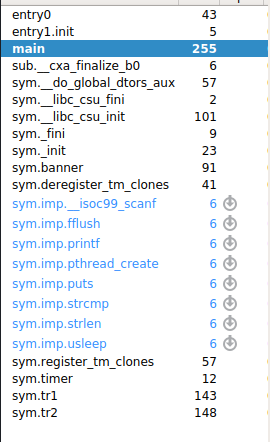 entry0 43
entry1.init 5
main 255
sub.__cxa_finalize_b0 6
sym.__do_global_dtors_aux 57
sym.__libc_csu_fini 2
sym.__libc_csu_init 101
sym._fini 9
sym._init 23
sym.banner 91
sym.deregister_tm_clones 41
sym.imp.__isoc99_scanf 6
sym.imp.fflush 6
sym.imp.printf 6
sym.imp.pthread_create 6
sym.imp.puts 6
sym.imp.strcmp 6
sym.imp.strlen 6
sym.imp.usleep 6
sym.register_tm_clones 57
sym.timer 12
sym.tr1 143
sym.tr2 148